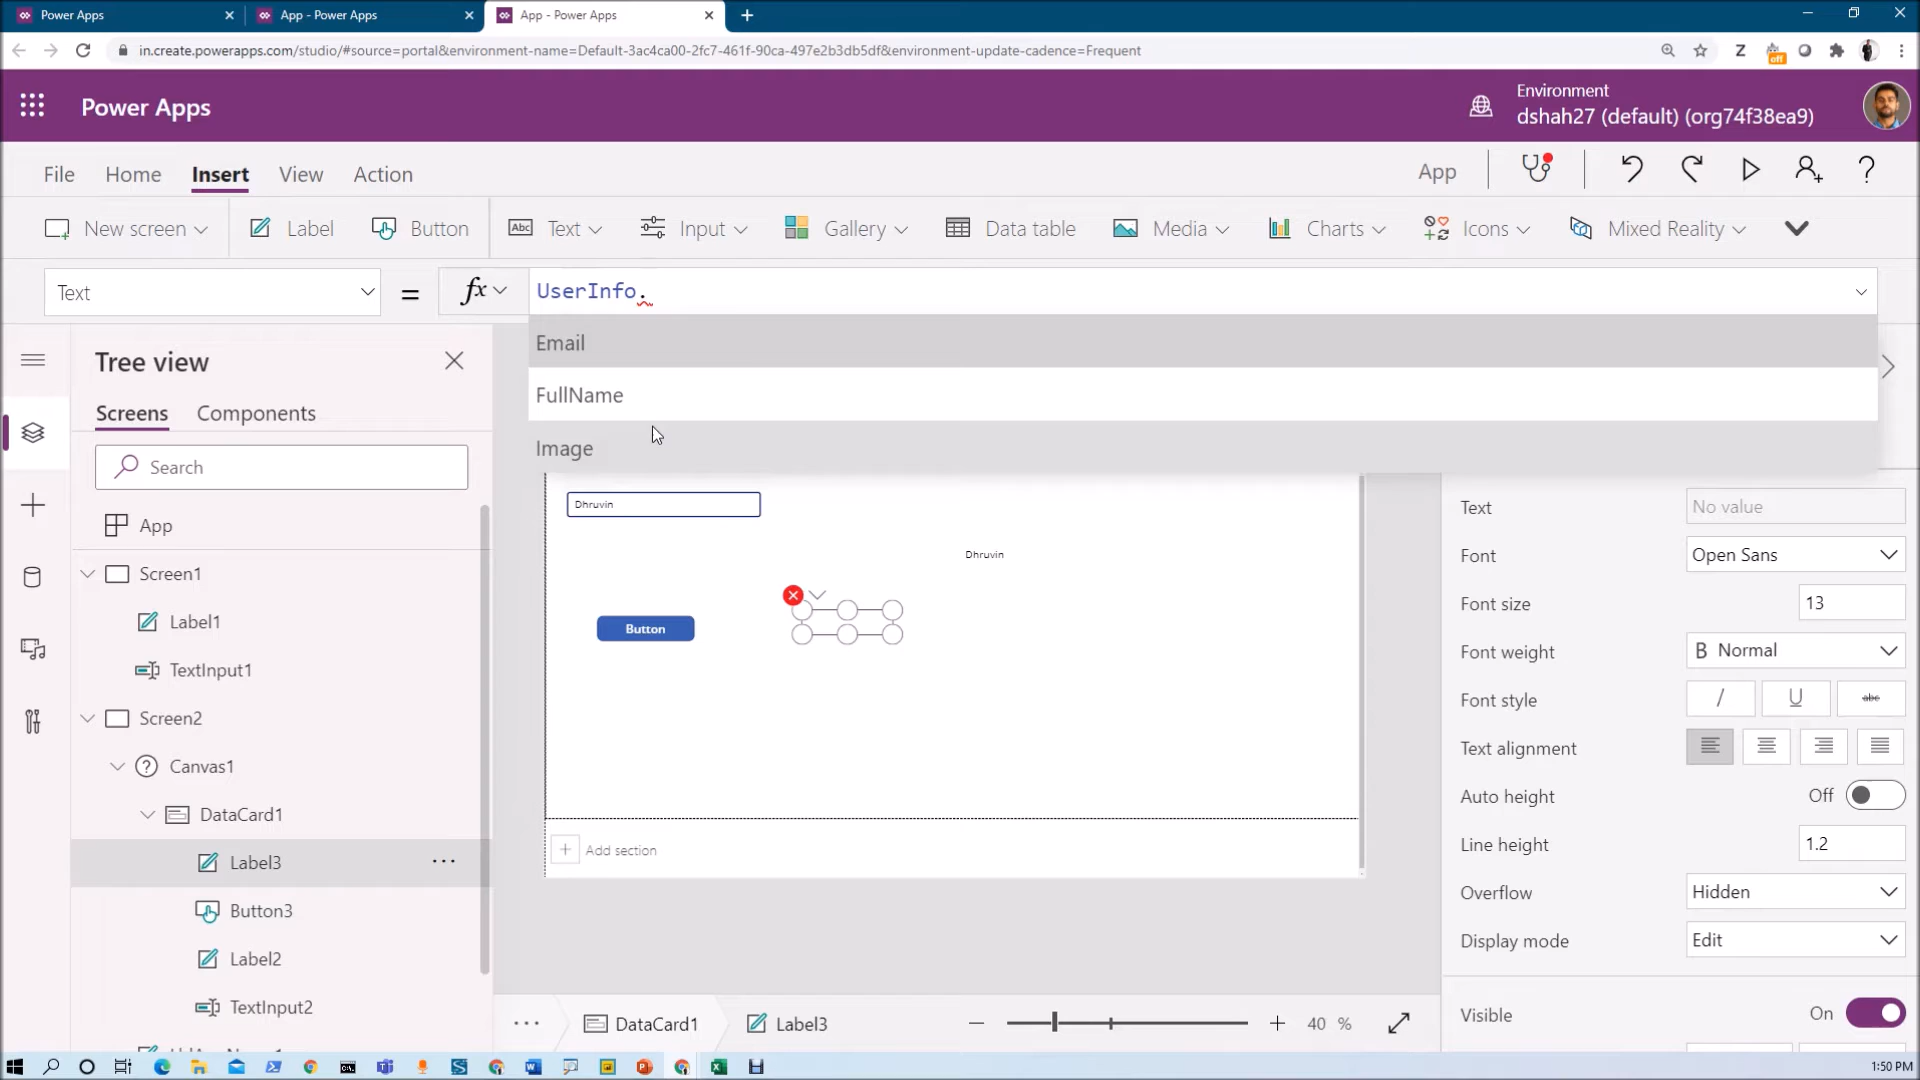 Power Apps
App - Power Apps
App - Power Apps
in.create.powerapps.com/studio/#source=portal&environment-name=Default-3ac4ca00-2fc7-461f-90ca-497e2b3db5df&environment-update-cadence=Frequent
Z
off
Power Apps
Environment
dshah27 (default) (org74f38ea9)
File
Home
Insert
View
Action
App
New screen
Label
Button
Abc
Text
Input
Gallery
Data table
Media
Charts
Icons
Mixed Reality
Text
=
fx
UserInfo.
Email
FullName
Image
Tree view
Screens
Components
Search
App
Screen1
Label1
TextInput1
Screen2
Canvas1
DataCard1
Label3
Button3
Label2
TextInput2
Dhruvin
Dhruvin
Button
Add section
DataCard1
Label3
40 %
Text
No value
Font
Open Sans
Font size
13
Font weight
B Normal
Font style
/
U
abc
Text alignment
Auto height
Off
Line height
1.2
Overflow
Hidden
Display mode
Edit
Visible
On
1:50 PM